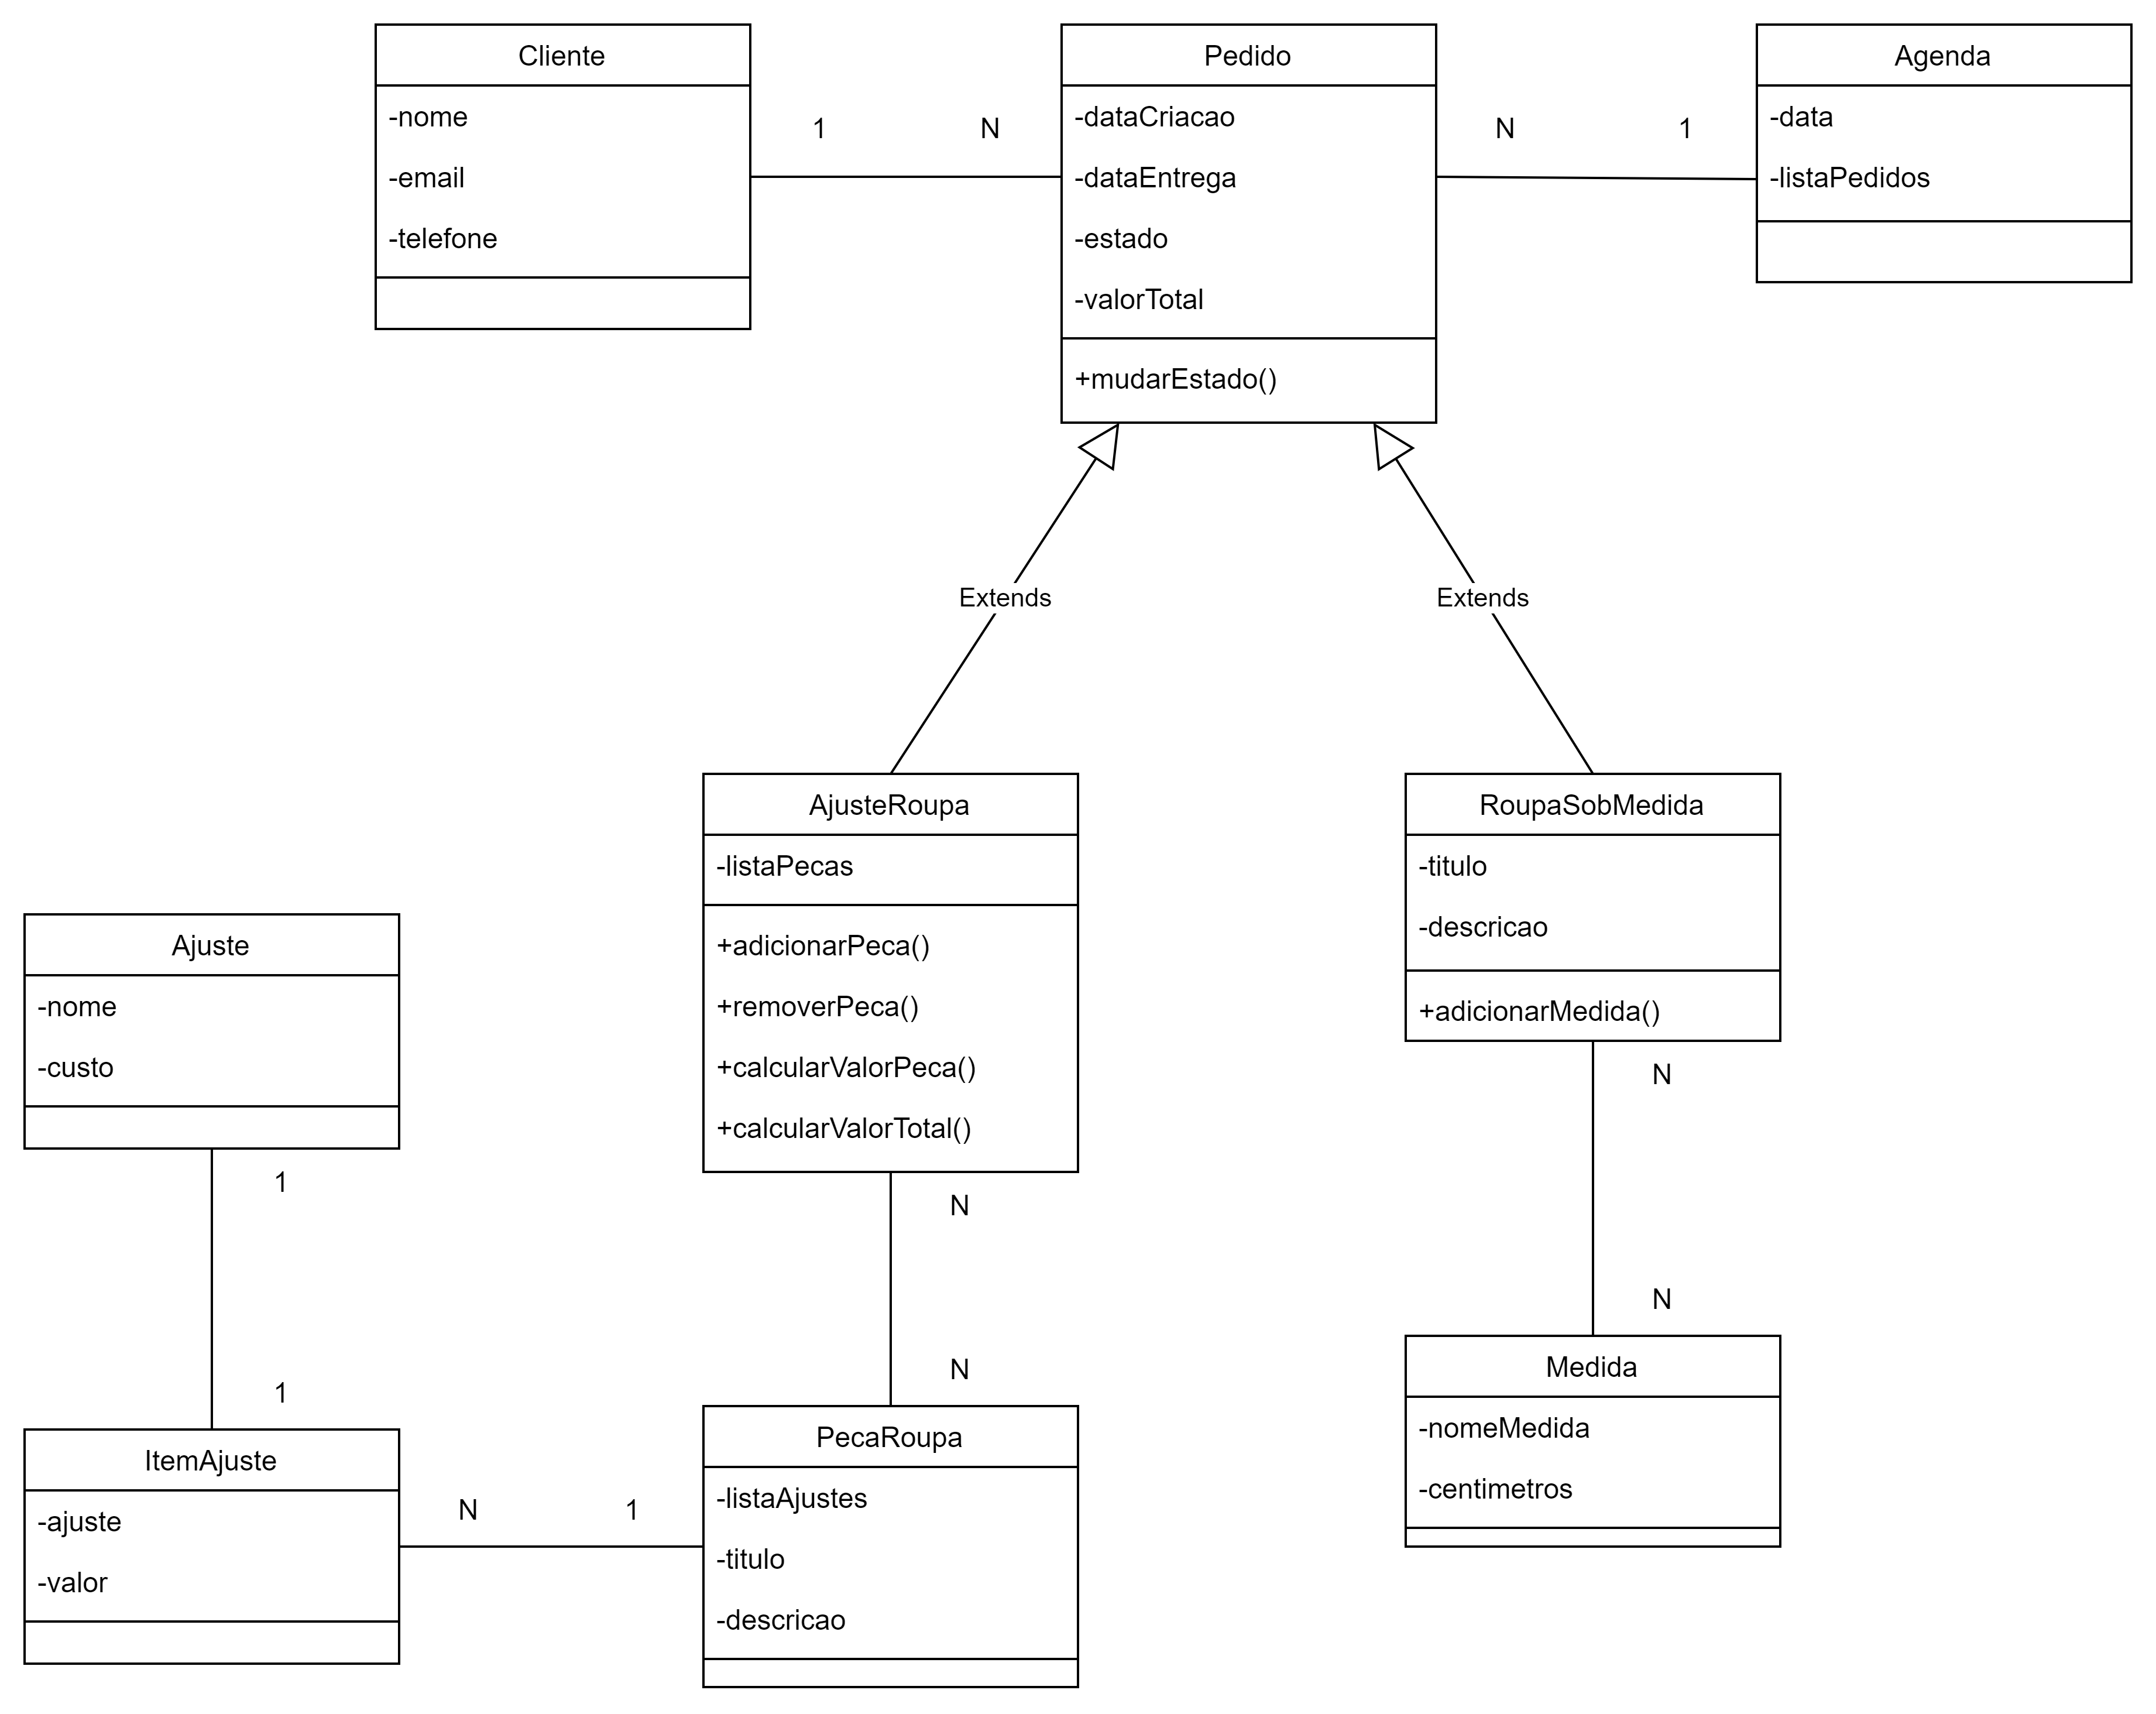 Cliente
-nome
-email
-telefone
1
N
Pedido
-dataCriacao
-dataEntrega
-estado
-valorTotal
+mudarEstado()
N
1
Agenda
-data
-listaPedidos
Extends
Extends
AjusteRoupa
-listaPecas
+adicionarPeca()
+removerPeca()
+calcularValorPeca()
+calcularValorTotal()
RoupaSobMedida
-titulo
-descricao
+adicionarMedida()
Ajuste
-nome
-custo
1
1
N
N
N
N
ItemAjuste
-ajuste
-valor
N
1
PecaRoupa
-listaAjustes
-titulo
-descricao
Medida
-nomeMedida
-centimetros